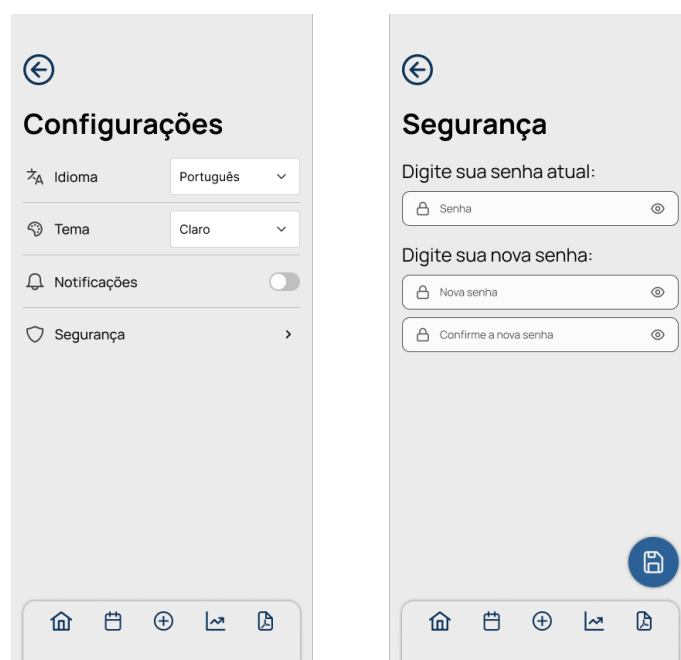 Configurações
Idioma
Português
Tema
Claro
Notificações
Segurança
Segurança
Digite sua senha atual:
Senha
Digite sua nova senha:
Nova senha
Confirme a nova senha